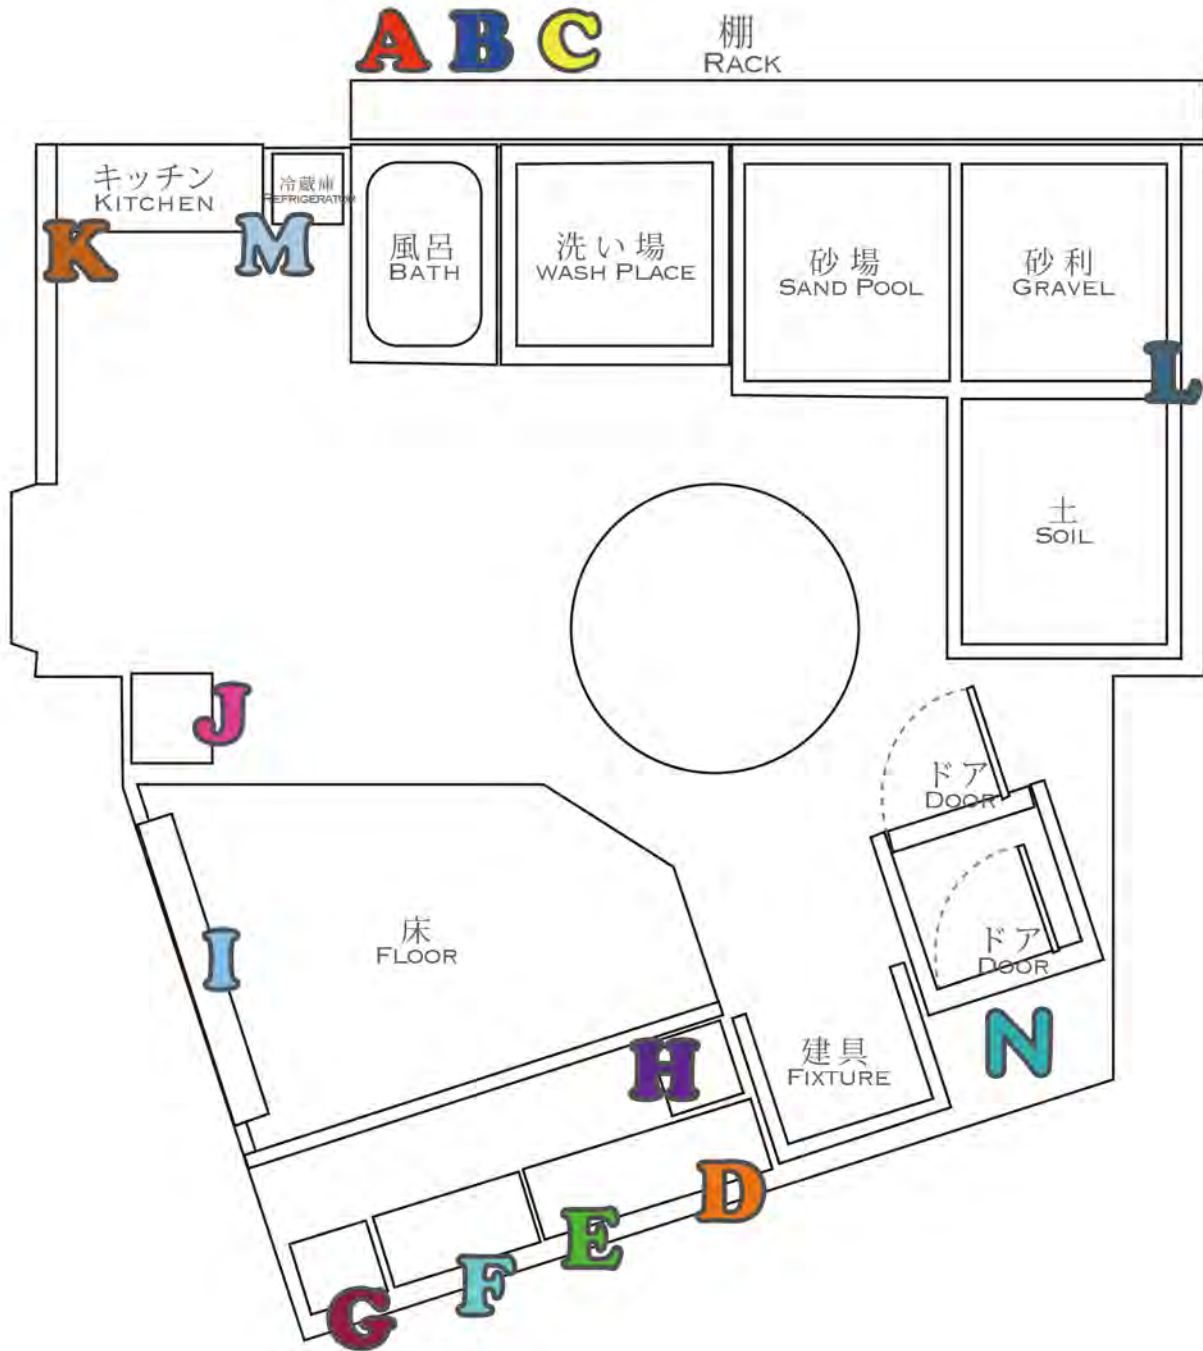 A B C
棚
RACK
キッチン
KITCHEN
冷蔵庫
REFRIGERATOR
K
M
風呂
BATH
洗い場
WASH PLACE
砂場
SAND POOL
砂利
GRAVEL
L
土
SOIL
J
ドア
DOOR
I
床
FLOOR
ドア
DOOR
N
H
建具
FIXTURE
D
E
F
G